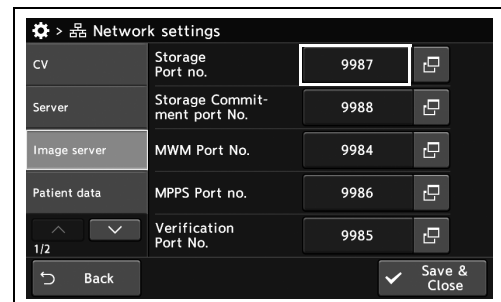 > Network settings
CV
Storage
Port no.
9987
Server
Storage Commit-
ment port No.
9988
Image server
MWM Port No.
9984
Patient data
MPPS Port no.
9986
1/2
Verification
Port No.
9985
Back
Save &
Close